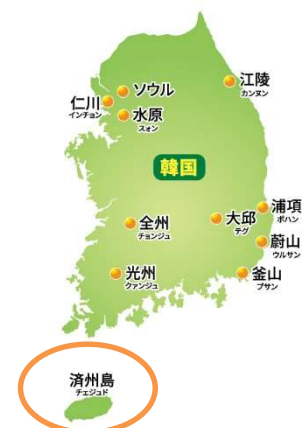 ソウル
江陵
カンヌン
仁川
インチョン
水原
スォン
韓国
浦項
ポハン
全州
チョンジュ
大邱
テグ
蔚山
ウルサン
光州
クァンジュ
釜山
プサン
済州島
チェジュド